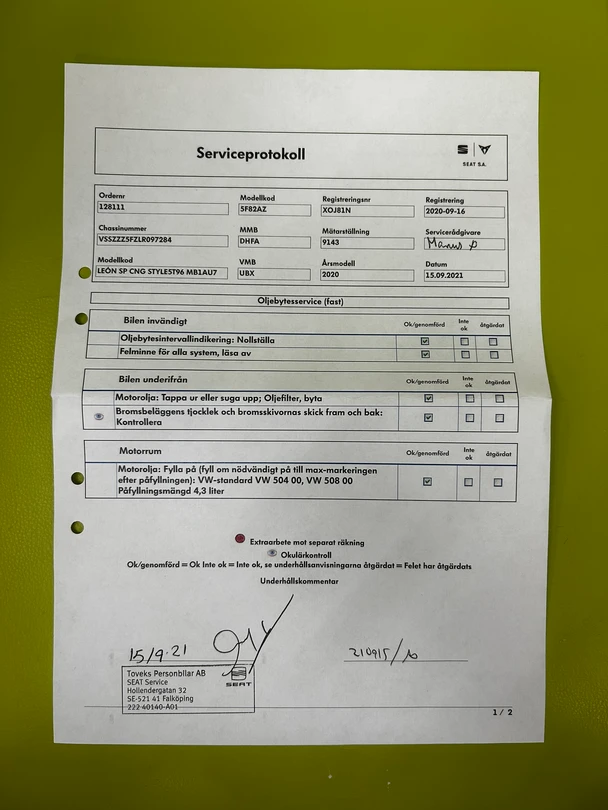 Serviceprotokoll
SEAT S.A.
Ordernr Modellkod Registreringsnr Registrering
128111 5F82AZ XOJ81N 2020-09-16
Chassinummer MMB Mätarställning Servicerådgivare
VSSZZZ5FZLR097284 DHFA 9143
Modellkod VMB Årsmodell Datum
LEÓN SP CNG STYLE5T96 MB1AU7 UBX 2020 15.09.2021
Oljebytesservice (fast)
Bilen invändigt Ok/genomförd Inte ok åtgärdat
Oljebytesintervallindikering: Nollställa
Felminne för alla system, läsa av
Bilen underifrån Ok/genomförd Inte ok åtgärdat
Motorolja: Tappa ur eller suga upp; Oljefilter, byta
Bromsbeläggens tjocklek och bromsskivornas skick fram och bak:
Kontrollera
Motorrum Ok/genomförd Inte ok åtgärdat
Motorolja: Fylla på (fyll om nödvändigt på till max-markeringen
efter påfyllningen): VW-standard VW 504 00, VW 508 00
Påfyllningsmängd 4,3 liter
Extraarbete mot separat räkning
Okulärkontroll
Ok/genomförd = Ok Inte ok = Inte ok, se underhållsanvisningarna åtgärdat = Felet har åtgärdats
Underhållskommentar
15/9-21 210915/
Toveks Personbilar AB
SEAT Service
Hollendergatan 32
SE-521 41 Falköping
222 40140-A01
SEAT
1 / 2